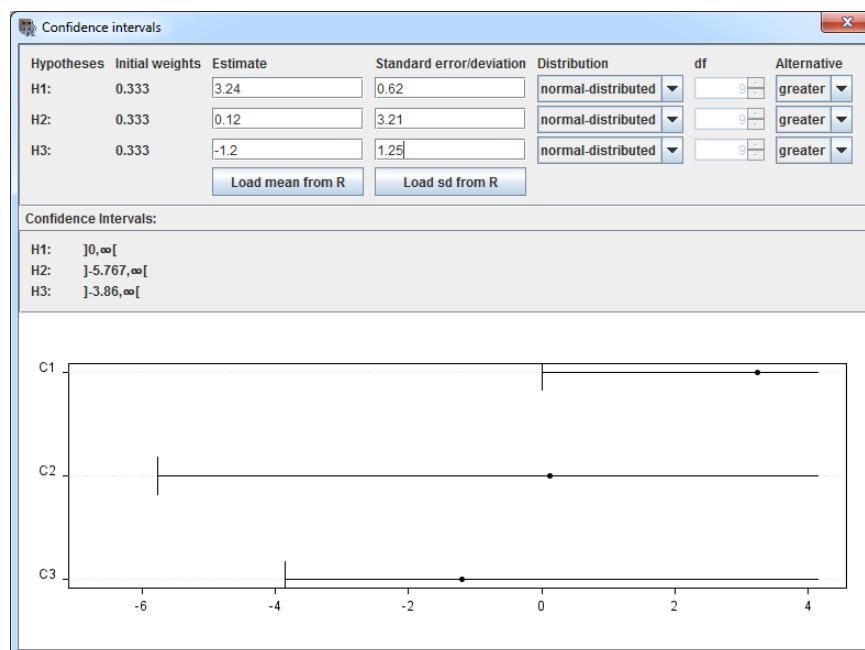 Confidence intervals
Hypotheses Initial weights Estimate Standard error/deviation Distribution df Alternative
H1: 0.333 3.24 0.62 normal-distributed 9 greater
H2: 0.333 0.12 3.21 normal-distributed 9 greater
H3: 0.333 -1.2 1.25 normal-distributed 9 greater
Load mean from R Load sd from R
Confidence Intervals:
H1: ]0,∞[
H2: ]-5.767,∞[
H3: ]-3.86,∞[
C1
C2
C3
-6 -4 -2 0 2 4